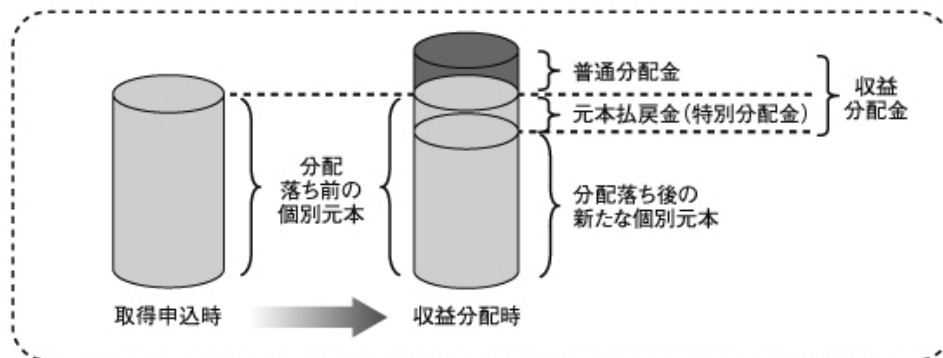 普通分配金
元本払戻金(特別分配金)
収益
分配金
分配
落ち前の
個別元本
分配落ち後の
新たな個別元本
取得申込時
収益分配時